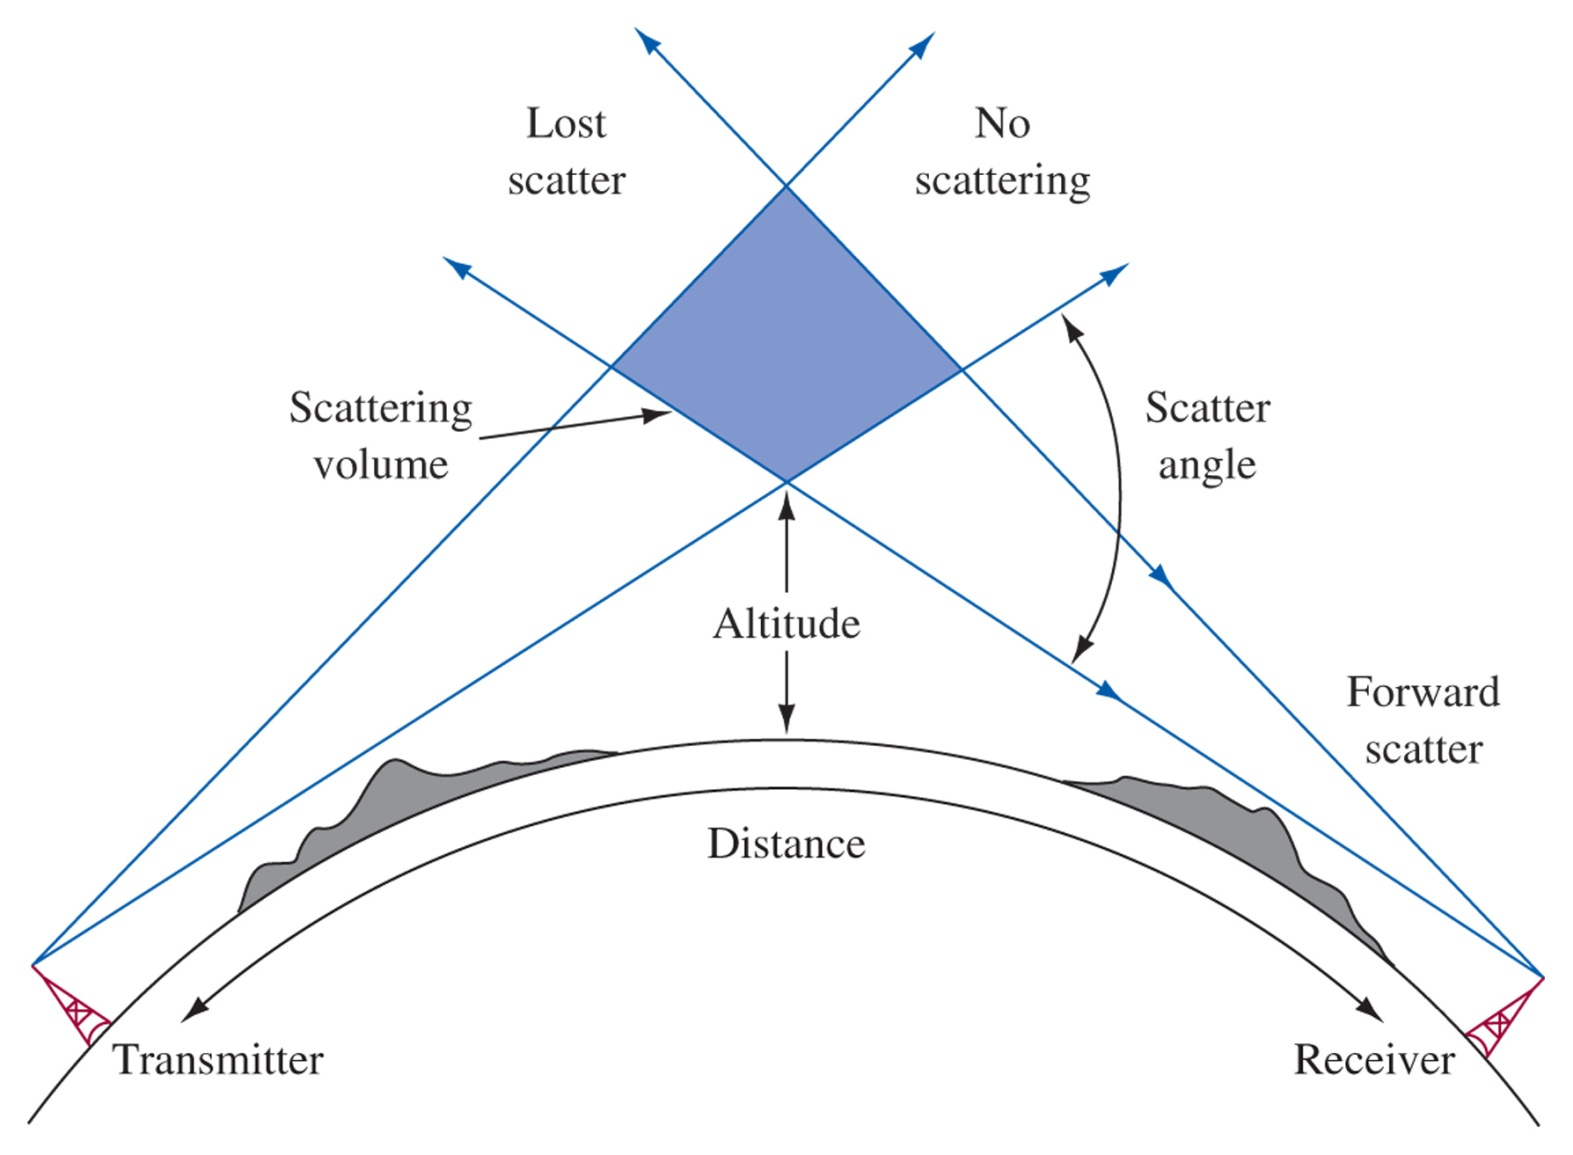 Lost
scatter
No
scattering
Scattering
volume
Scatter
angle
Altitude
Forward
scatter
Distance
Transmitter
Receiver